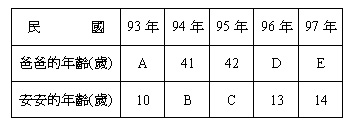 民 國 93年 94年 95年 96年 97年
爸爸的年齡(歲) A 41 42 D E
安安的年齡(歲) 10 B C 13 14